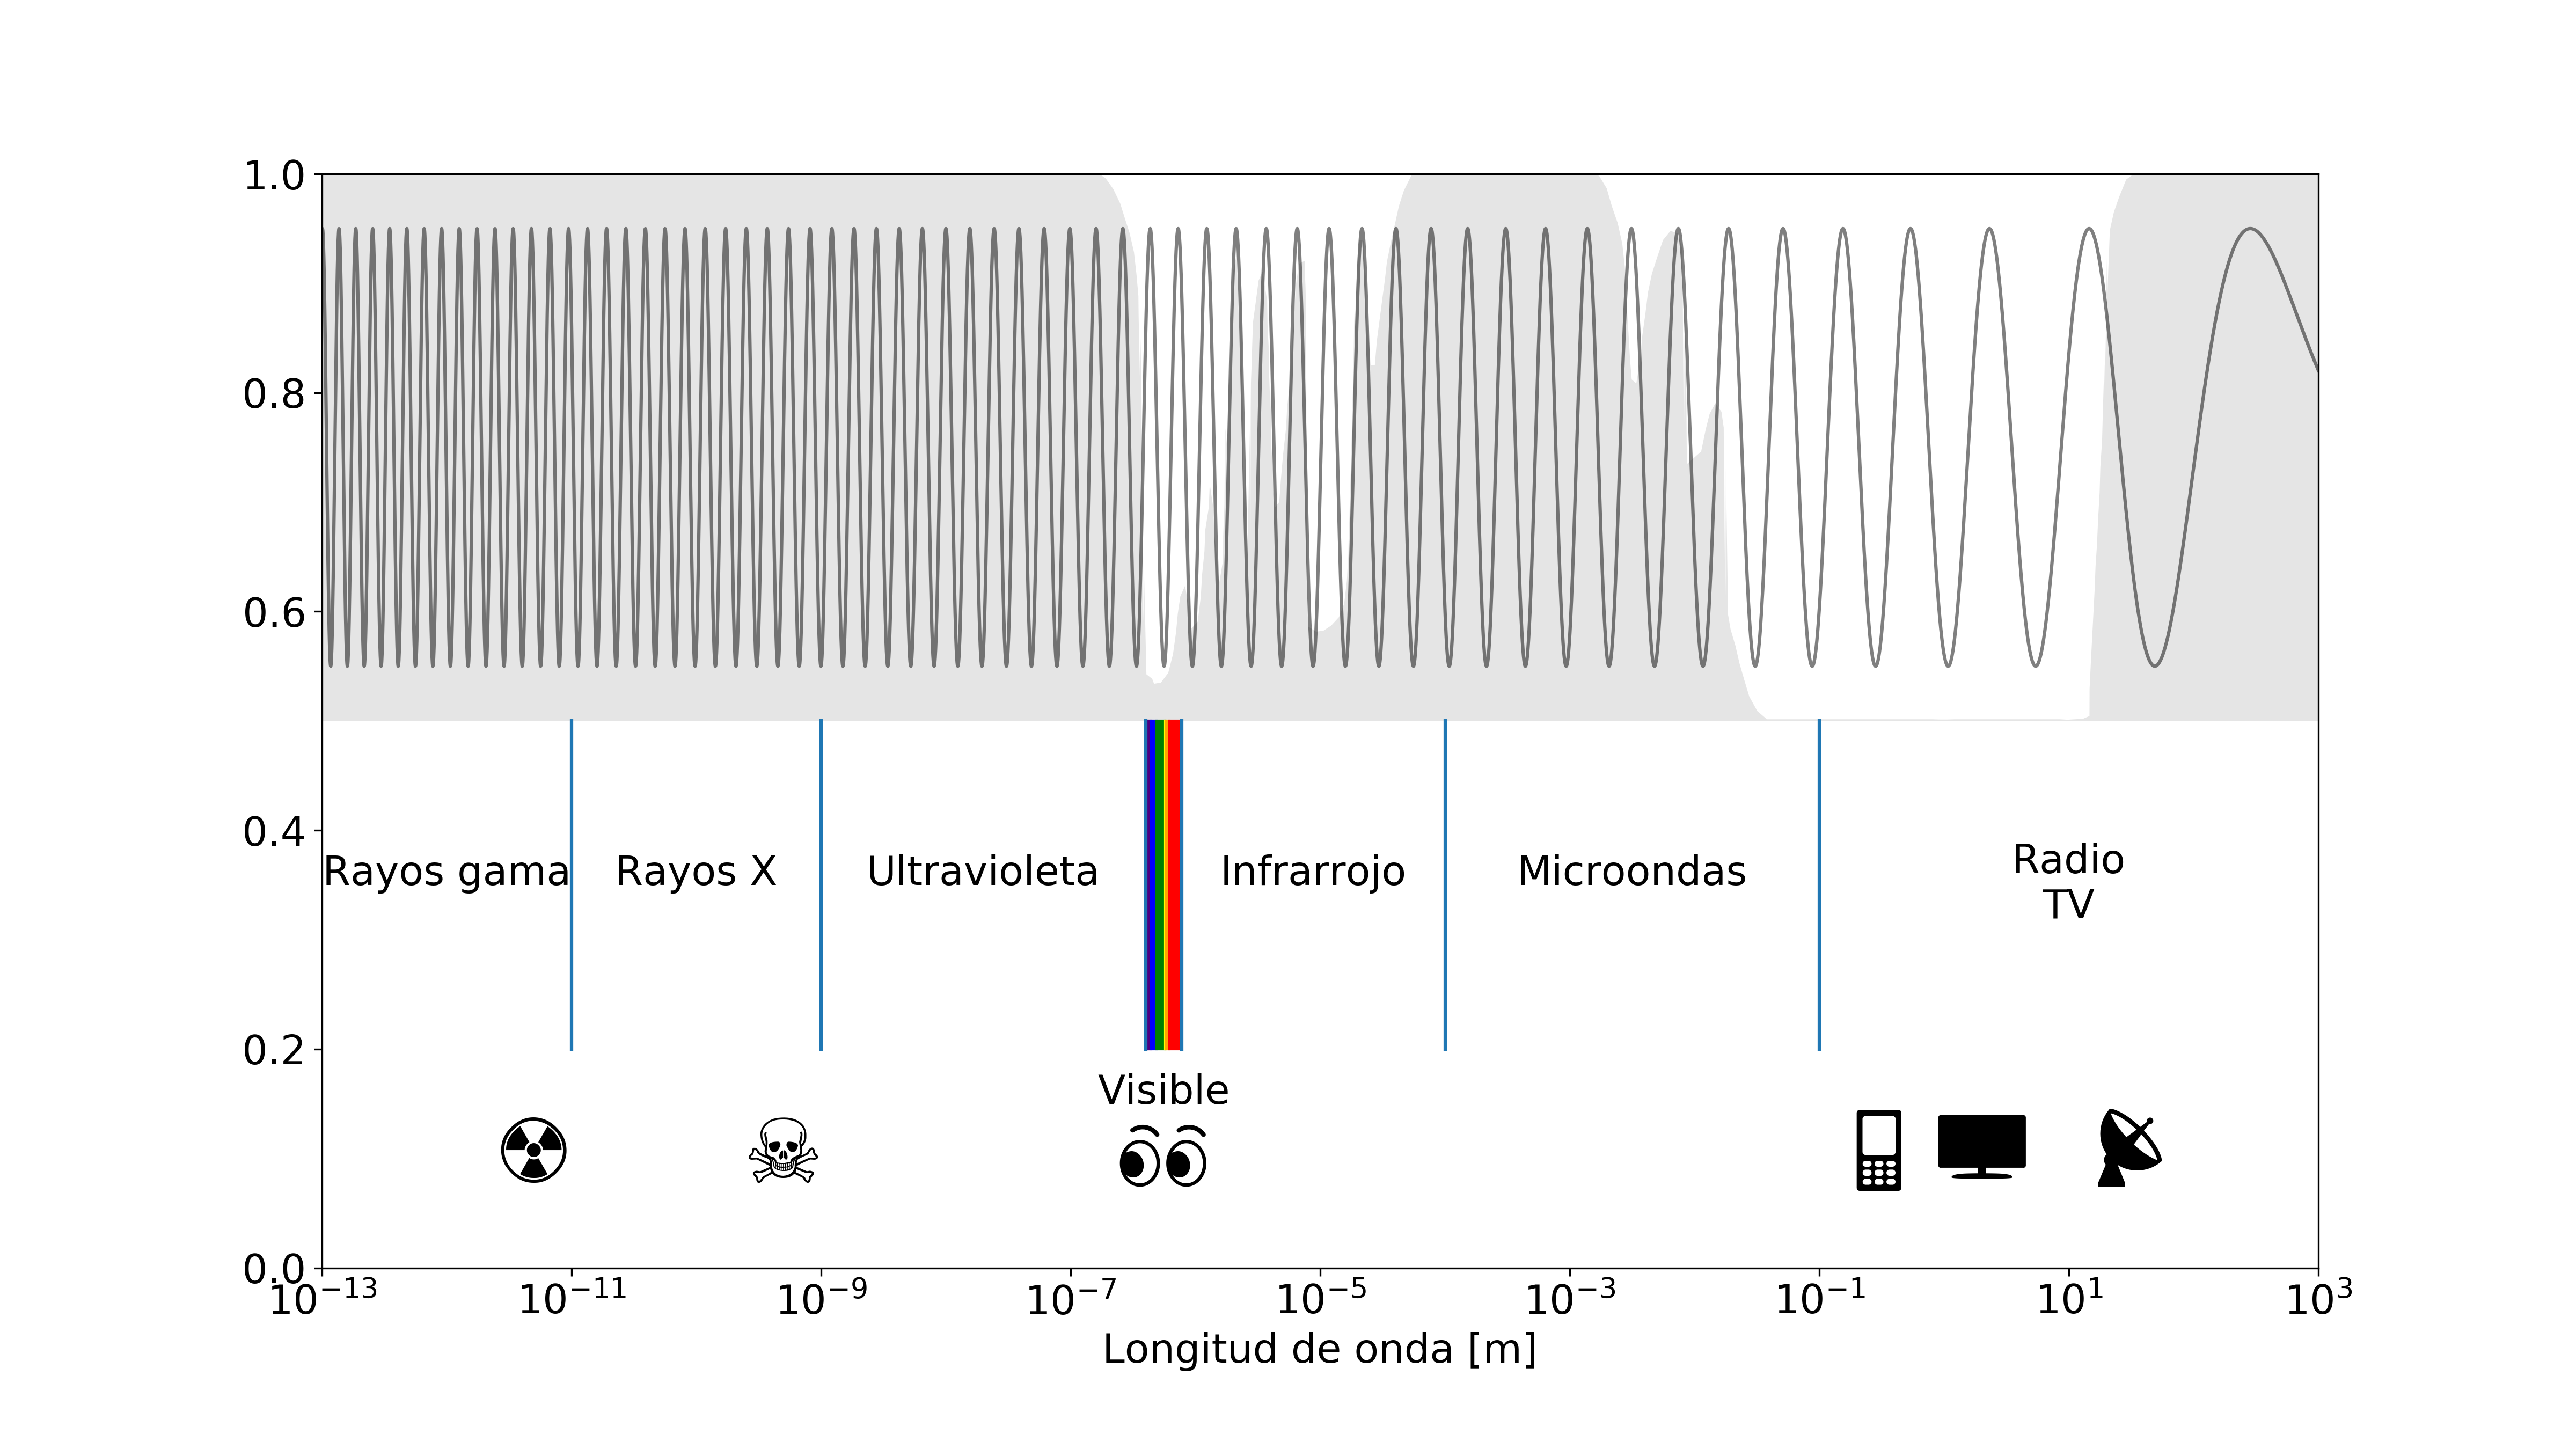 1.0
0.8
0.6
0.4
0.2
0.0
Rayos gama
Rayos X
Ultravioleta
Infrarrojo
Microondas
Radio
TV
Visible
10⁻¹³ 10⁻¹¹ 10⁻⁹ 10⁻⁷ 10⁻⁵ 10⁻³ 10⁻¹ 10¹ 10³
Longitud de onda [m]